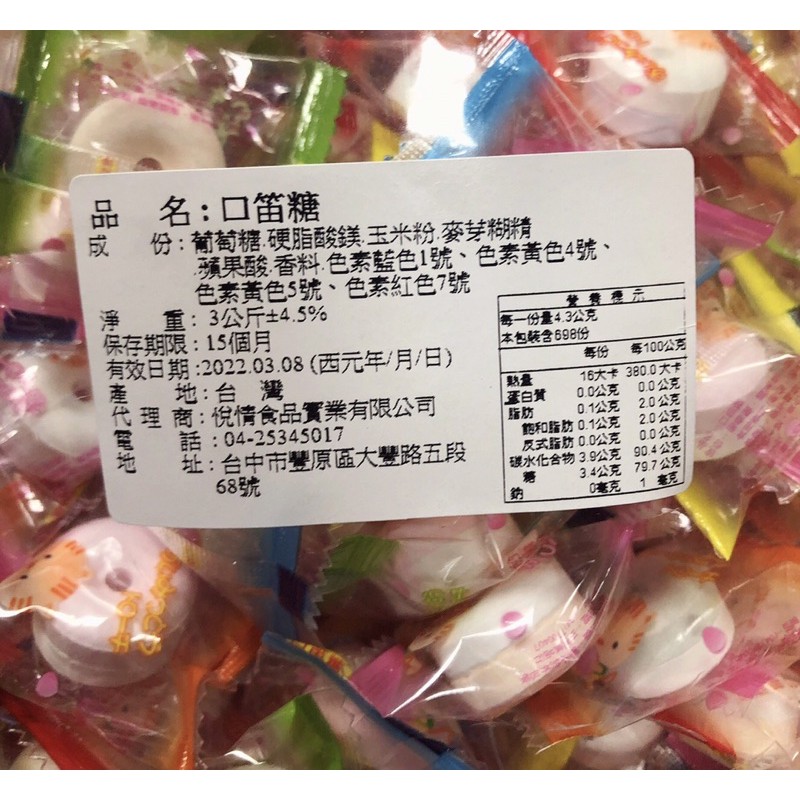 品 名:口笛糖
成 份:葡萄糖.硬脂酸鎂.玉米粉.麥芽糊精
.蘋果酸.香料.色素藍色1號、色素黃色4號、
色素黃色5號、色素紅色7號
淨 重: 3公斤±4.5%
保存期限:15個月
有效日期:2022.03.08 (西元年/月/日)
產 地:台 灣
代 理 商:悅情食品實業有限公司
電 話:04-25345017
地 址:台中市豐原區大豐路五段
68號
營 養 標 示
每一份量4.3公克
本包裝含698份
每份 每100公克
熱量 16大卡 380.0 大卡
蛋白質 0.0公克 0.0 公克
脂肪 0.1公克 2.0 公克
飽和脂肪 0.1公克 2.0 公克
反式脂肪 0.0公克 0.0 公克
碳水化合物 3.9公克 90.4 公克
糖 3.4公克 79.7 公克
鈉 0毫克 1 毫克